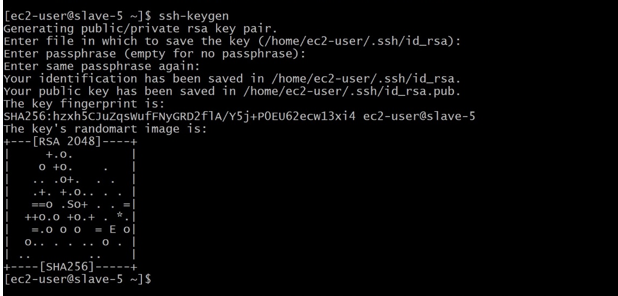 [ec2-user@slave-5 ~]$ ssh-keygen
Generating public/private rsa key pair.
Enter file in which to save the key (/home/ec2-user/.ssh/id_rsa):
Enter passphrase (empty for no passphrase):
Enter same passphrase again:
Your identification has been saved in /home/ec2-user/.ssh/id_rsa.
Your public key has been saved in /home/ec2-user/.ssh/id_rsa.pub.
The key fingerprint is:
SHA256:hzxh5CJuZqsWufFNyGRD2flA/Y5j+POEU62ecw13xi4 ec2-user@slave-5
The key's randomart image is:
+---[RSA 2048]----+
|     +.o.        |
|    o +o.    .   |
|   .. .o+.  . .  |
|   .+. +.o.. . . |
|   ==o .So+ . . =|
|  ++o.o +o.+ . *.|
|   =.o o o  = E o|
|  o.. . . .. o . |
| ..       ..     |
+----[SHA256]-----+
[ec2-user@slave-5 ~]$